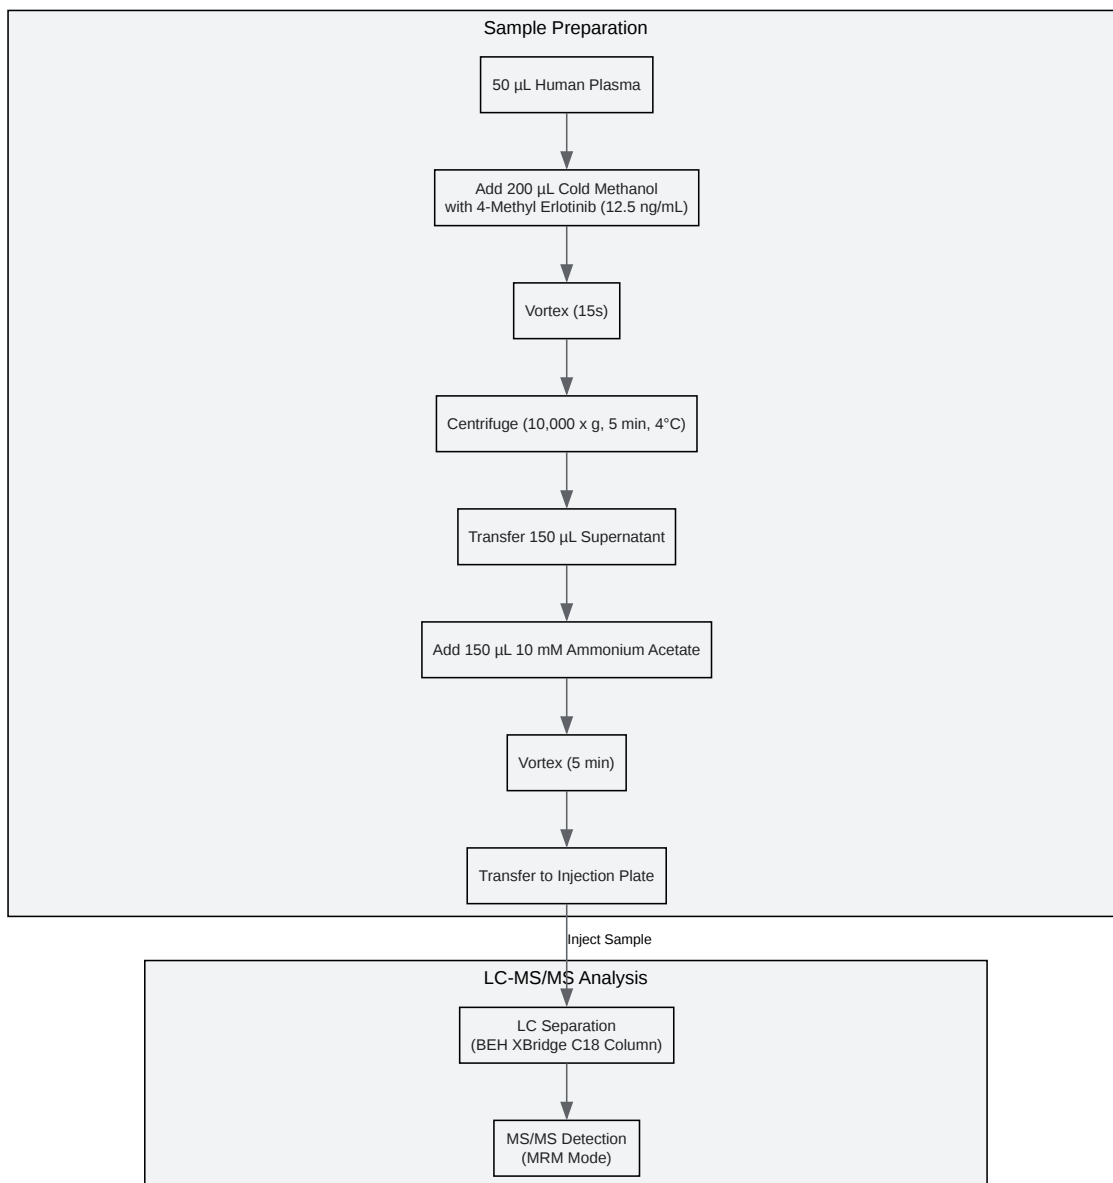 Sample Preparation
50 µL Human Plasma
Add 200 µL Cold Methanol
with 4-Methyl Erlotinib (12.5 ng/mL)
Vortex (15s)
Centrifuge (10,000 x g, 5 min, 4°C)
Transfer 150 µL Supernatant
Add 150 µL 10 mM Ammonium Acetate
Vortex (5 min)
Transfer to Injection Plate
Inject Sample
LC-MS/MS Analysis
LC Separation
(BEH XBridge C18 Column)
MS/MS Detection
(MRM Mode)